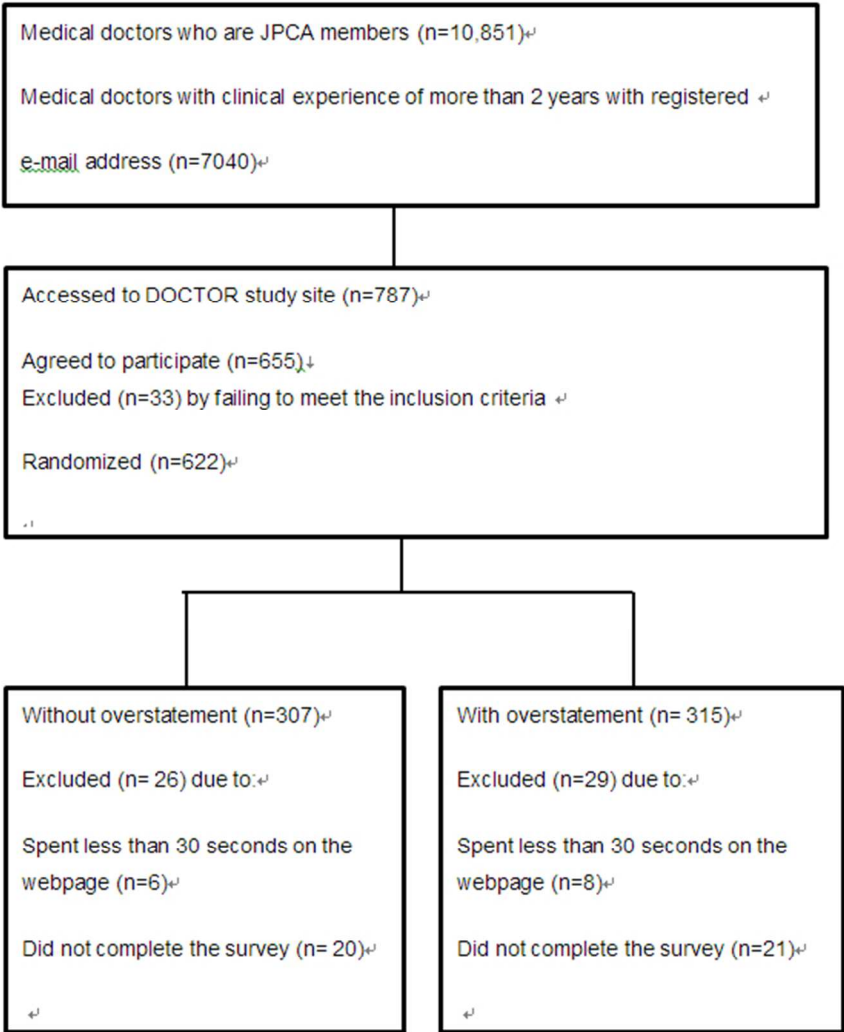 Medical doctors who are JPCA members (n=10,851)↵
Medical doctors with clinical experience of more than 2 years with registered ↵
e-mail address (n=7040)↵
Accessed to DOCTOR study site (n=787)↵
Agreed to participate (n=655)↓
Excluded (n=33) by failing to meet the inclusion criteria ↵
Randomized (n=622)↵
↵
Without overstatement (n=307)↵
Excluded (n= 26) due to:↵
Spent less than 30 seconds on the
webpage (n=6)↵
Did not complete the survey (n= 20)↵
↵
With overstatement (n= 315)↵
Excluded (n=29) due to:↵
Spent less than 30 seconds on the
webpage (n=8)↵
Did not complete the survey (n=21)↵
↵